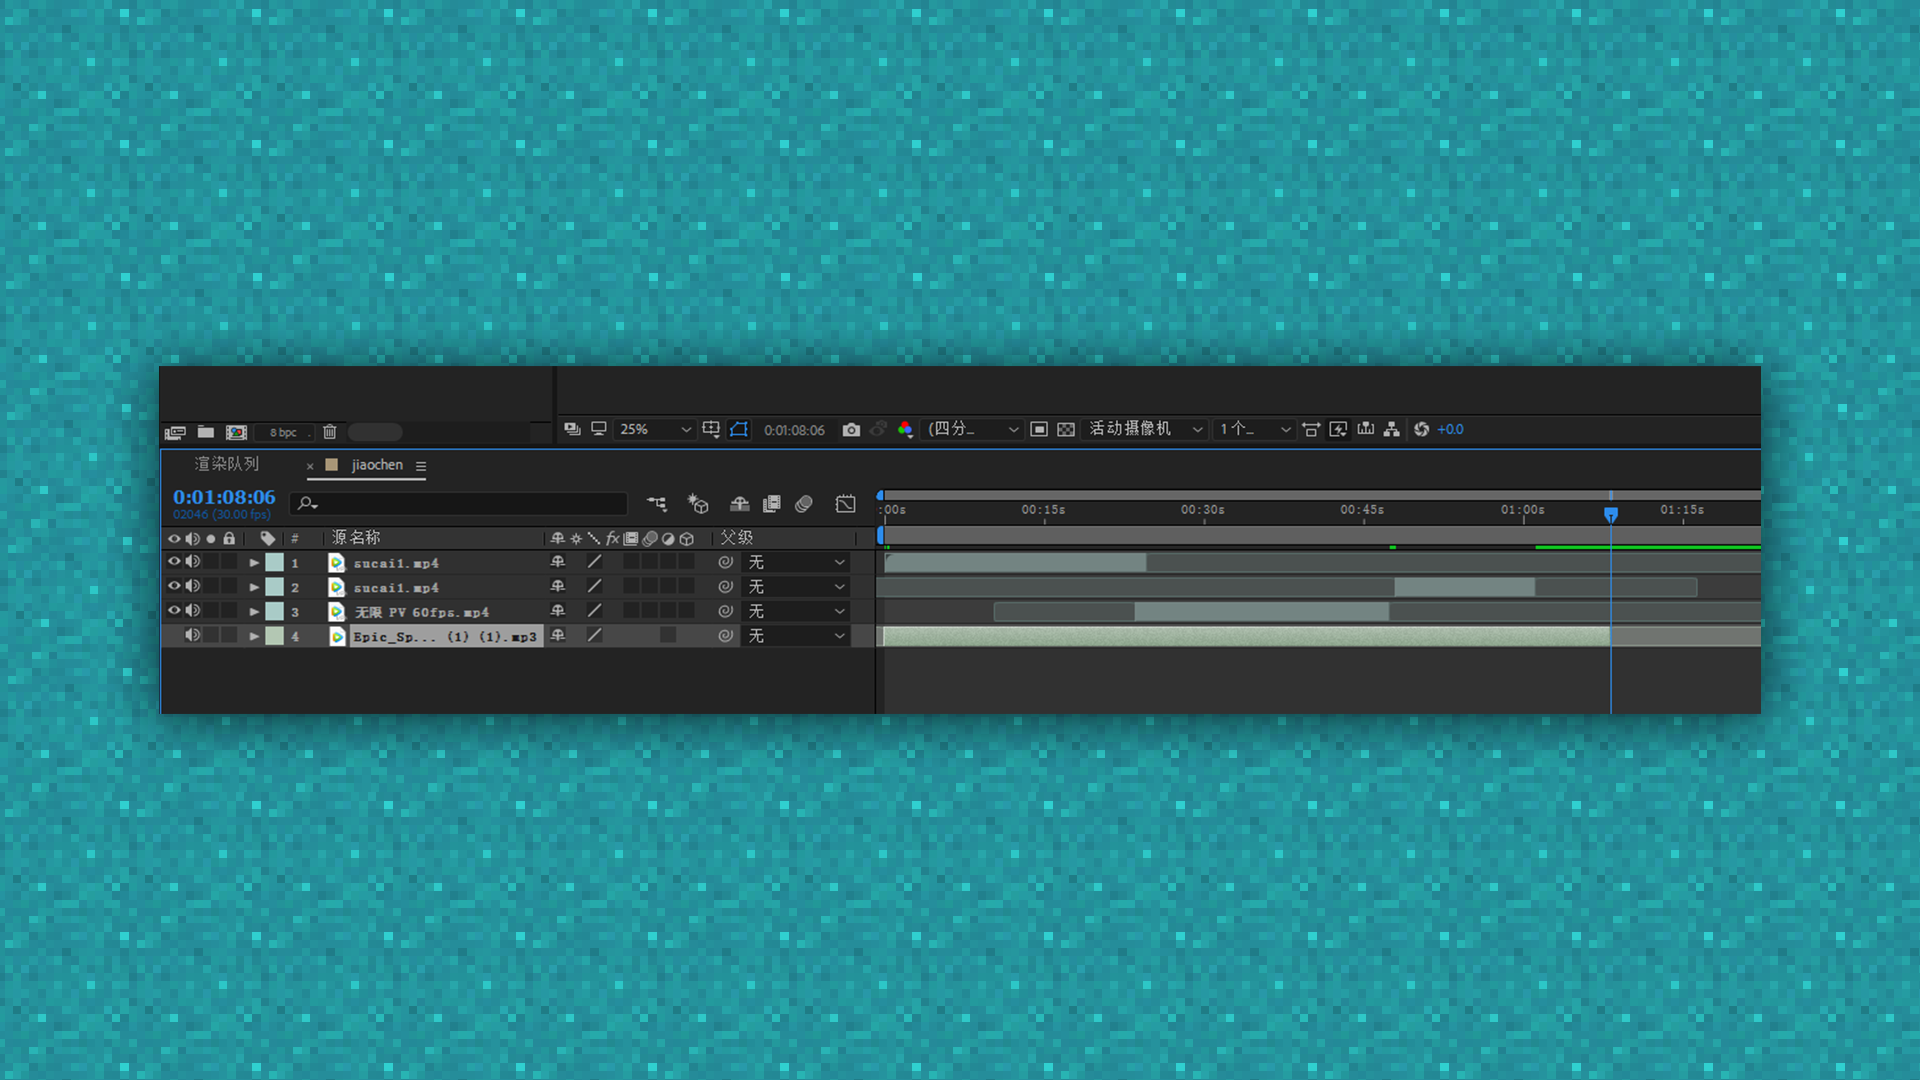 8 bpc
25%
0:01:08:06
(四分_
活动摄像机
1个_
+0.0
渲染队列
× jiaochen
0:01:08:06
02046 (30.00 fps)
:00s 00:15s 00:30s 00:45s 01:00s 01:15s
# 源名称 fx 父级
1 sucai1.mp4 无
2 sucai1.mp4 无
3 无限 PV 60fps.mp4 无
4 Epic_Sp... (1) (1).mp3 无